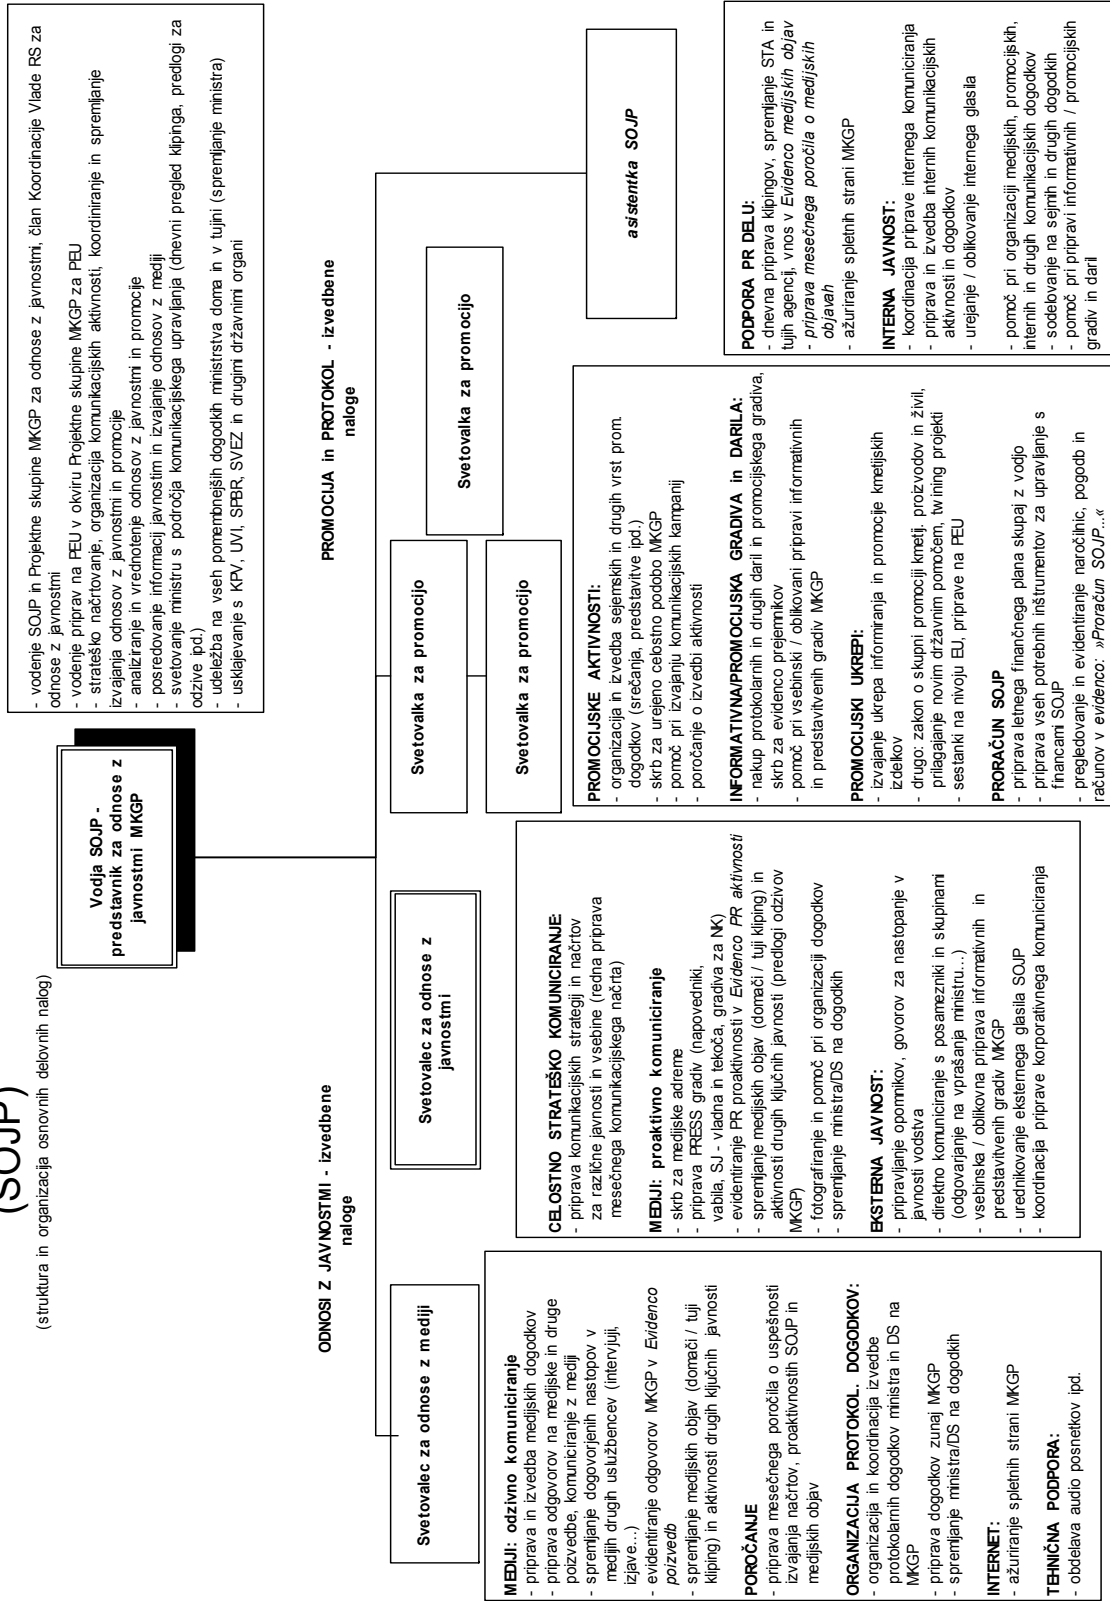 (SOJP)
(struktura in organizacija osnovnih delovnih nalog)
Vodja SOJP -
predstavnik za odnose z
javnostmi MKGP
- vodenje SOJP in Projektne skupine MKGP za odnose z javnostmi, član Koordinacije Vlade RS za
odnose z javnostmi
- vodenje priprav na PEU v okviru Projektne skupine MKGP za PEU
- strateško načrtovanje, organizacija komunikacijskih aktivnosti, koordiniranje in spremljanje
izvajanja odnosov z javnostmi in promocije
- analiziranje in vrednotenje odnosov z javnostmi in promocije
- posredovanje informacij javnostim in izvajanje odnosov z mediji
- svetovanje ministru s področja komunikacijskega upravljanja (dnevni pregled klipinga, predlogi za
odzive ipd.)
- udeležba na vseh pomembnejših dogodkih ministrstva doma in v tujini (spremljanje ministra)
- usklajevanje s KPV, UVI, SPBR, SVEZ in drugimi državnimi organi
ODNOSI Z JAVNOSTMI - izvedbene
naloge
PROMOCIJA in PROTOKOL - izvedbene
naloge
Svetovalec za odnose z mediji
Svetovalec za odnose z
javnostmi
Svetovalka za promocijo
Svetovalka za promocijo
Svetovalka za promocijo
asistentka SOJP
MEDIJI: odzivno komuniciranje
- priprava in izvedba medijskih dogodkov
- priprava odgovorov na medijske in druge
poizvedbe, komuniciranje z mediji
- spremljanje dogovorjenih nastopov v
medijih drugih uslužbencev (intervjuji,
izjave...)
- evidentiranje odgovorov MKGP v Evidenco
poizvedb
- spremljanje medijskih objav (domači / tuji
kliping) in aktivnosti drugih ključnih javnosti
POROČANJE
- priprava mesečnega poročila o uspešnosti
izvajanja načrtov, proaktivnostih SOJP in
medijskih objav
ORGANIZACIJA PROTOKOL. DOGODKOV:
- organizacija in koordinacija izvedbe
protokolarnih dogodkov ministra in DS na
MKGP
- priprava dogodkov zunaj MKGP
- spremljanje ministra/DS na dogodkih
INTERNET:
- ažuriranje spletnih strani MKGP
TEHNIČNA PODPORA:
- obdelava audio posnetkov ipd.
CELOSTNO STRATEŠKO KOMUNICIRANJE:
- priprava komunikacijskih strategij in načrtov
za različne javnosti in vsebine (redna priprava
mesečnega komunikacijskega načrta)
MEDIJI: proaktivno komuniciranje
- skrb za medijske adreme
- priprava PRESS gradiv (napovedniki,
vabila, SJ - vladna in tekoča, gradiva za NK)
- evidentiranje PR proaktivnosti v Evidenco PR aktivnosti
- spremljanje medijskih objav (domači / tuji kliping) in
aktivnosti drugih ključnih javnosti (predlogi odzivov
MKGP)
- fotografiranje in pomoč pri organizaciji dogodkov
- spremljanje ministra/DS na dogodkih
EKSTERNA JAVNOST:
- pripravljanje opomnikov, govorov za nastopanje v
javnosti vodstva
- direktno komuniciranje s posamezniki in skupinami
(odgovarjanje na vprašanja ministru...)
- vsebinska / oblikovna priprava informativnih in
predstavitvenih gradiv MKGP
- urednikovanje eksternega glasila SOJP
- koordinacija priprave korporativnega komuniciranja
PROMOCIJSKE AKTIVNOSTI:
- organizacija in izvedba sejemskih in drugih vrst prom.
dogodkov (srečanja, predstavitve ipd.)
- skrb za urejeno celostno podobo MKGP
- pomoč pri izvajanju komunikacijskih kampanij
- poročanje o izvedbi aktivnosti
INFORMATIVNA/PROMOCIJSKA GRADIVA in DARILA:
- nakup protokolarnih in drugih daril in promocijskega gradiva,
skrb za evidenco prejemnikov
- pomoč pri vsebinski / oblikovani pripravi informativnih
in predstavitvenih gradiv MKGP
PROMOCIJSKI UKREPI:
- izvajanje ukrepa informiranja in promocije kmetijskih
izdelkov
- drugo: zakon o skupni promociji kmetij. proizvodov in živil,
prilagajanje novim državnim pomočem, twining projekti
- sestanki na nivoju EU, priprave na PEU
PRORAČUN SOJP
- priprava letnega finančnega plana skupaj z vodjo
- priprava vseh potrebnih inštrumentov za upravljanje s
financami SOJP
- pregledovanje in evidentiranje naročilnic, pogodb in
računov v evidenco: »Proračun SOJP...«
PODPORA PR DELU:
- dnevna priprava klipingov, spremljanje STA in
tujih agencij, vnos v Evidenco medijskih objav
- priprava mesečnega poročila o medijskih
objavah
- ažuriranje spletnih strani MKGP
INTERNA JAVNOST:
- koordinacija priprave internega komuniciranja
- priprava in izvedba internih komunikacijskih
aktivnosti in dogodkov
- urejanje / oblikovanje internega glasila
- pomoč pri organizaciji medijskih, promocijskih,
internih in drugih komunikacijskih dogodkov
- sodelovanje na sejmih in drugih dogodkih
- pomoč pri pripravi informativnih / promocijskih
gradiv in daril